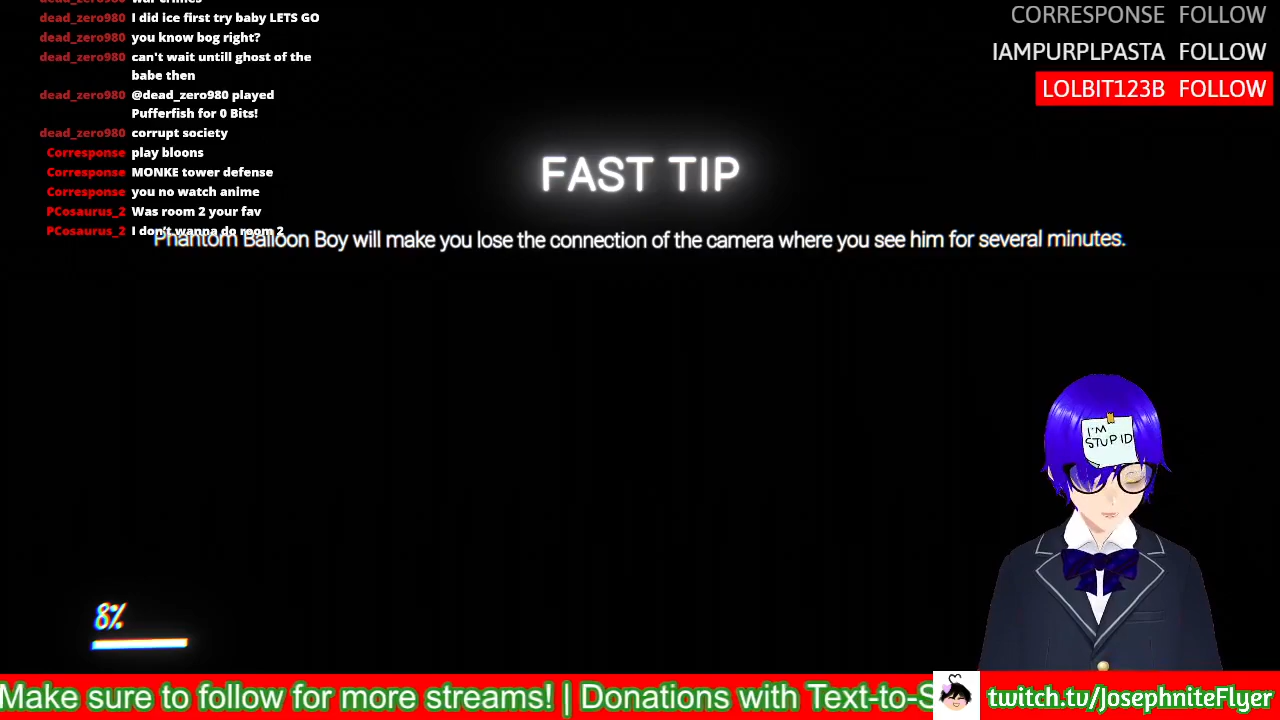 dead_zero980 war crimes
dead_zero980 I did ice first try baby LETS GO
dead_zero980 you know bog right?
dead_zero980 can't wait untill ghost of the
babe then
dead_zero980 @dead_zero980 played
Pufferfish for 0 Bits!
dead_zero980 corrupt society
Corresponse play bloons
Corresponse MONKE tower defense
Corresponse you no watch anime
PCosaurus_2 Was room 2 your fav
PCosaurus_2 I don't wanna do room 2
CORRESPONSE FOLLOW
IAMPURPLPASTA FOLLOW
LOLBIT123B FOLLOW
FAST TIP
Phantom Balloon Boy will make you lose the connection of the camera where you see him for several minutes.
I'M
STUPID
8%
Make sure to follow for more streams! | Donations with Text-to-S
twitch.tv/JosephniteFlyer